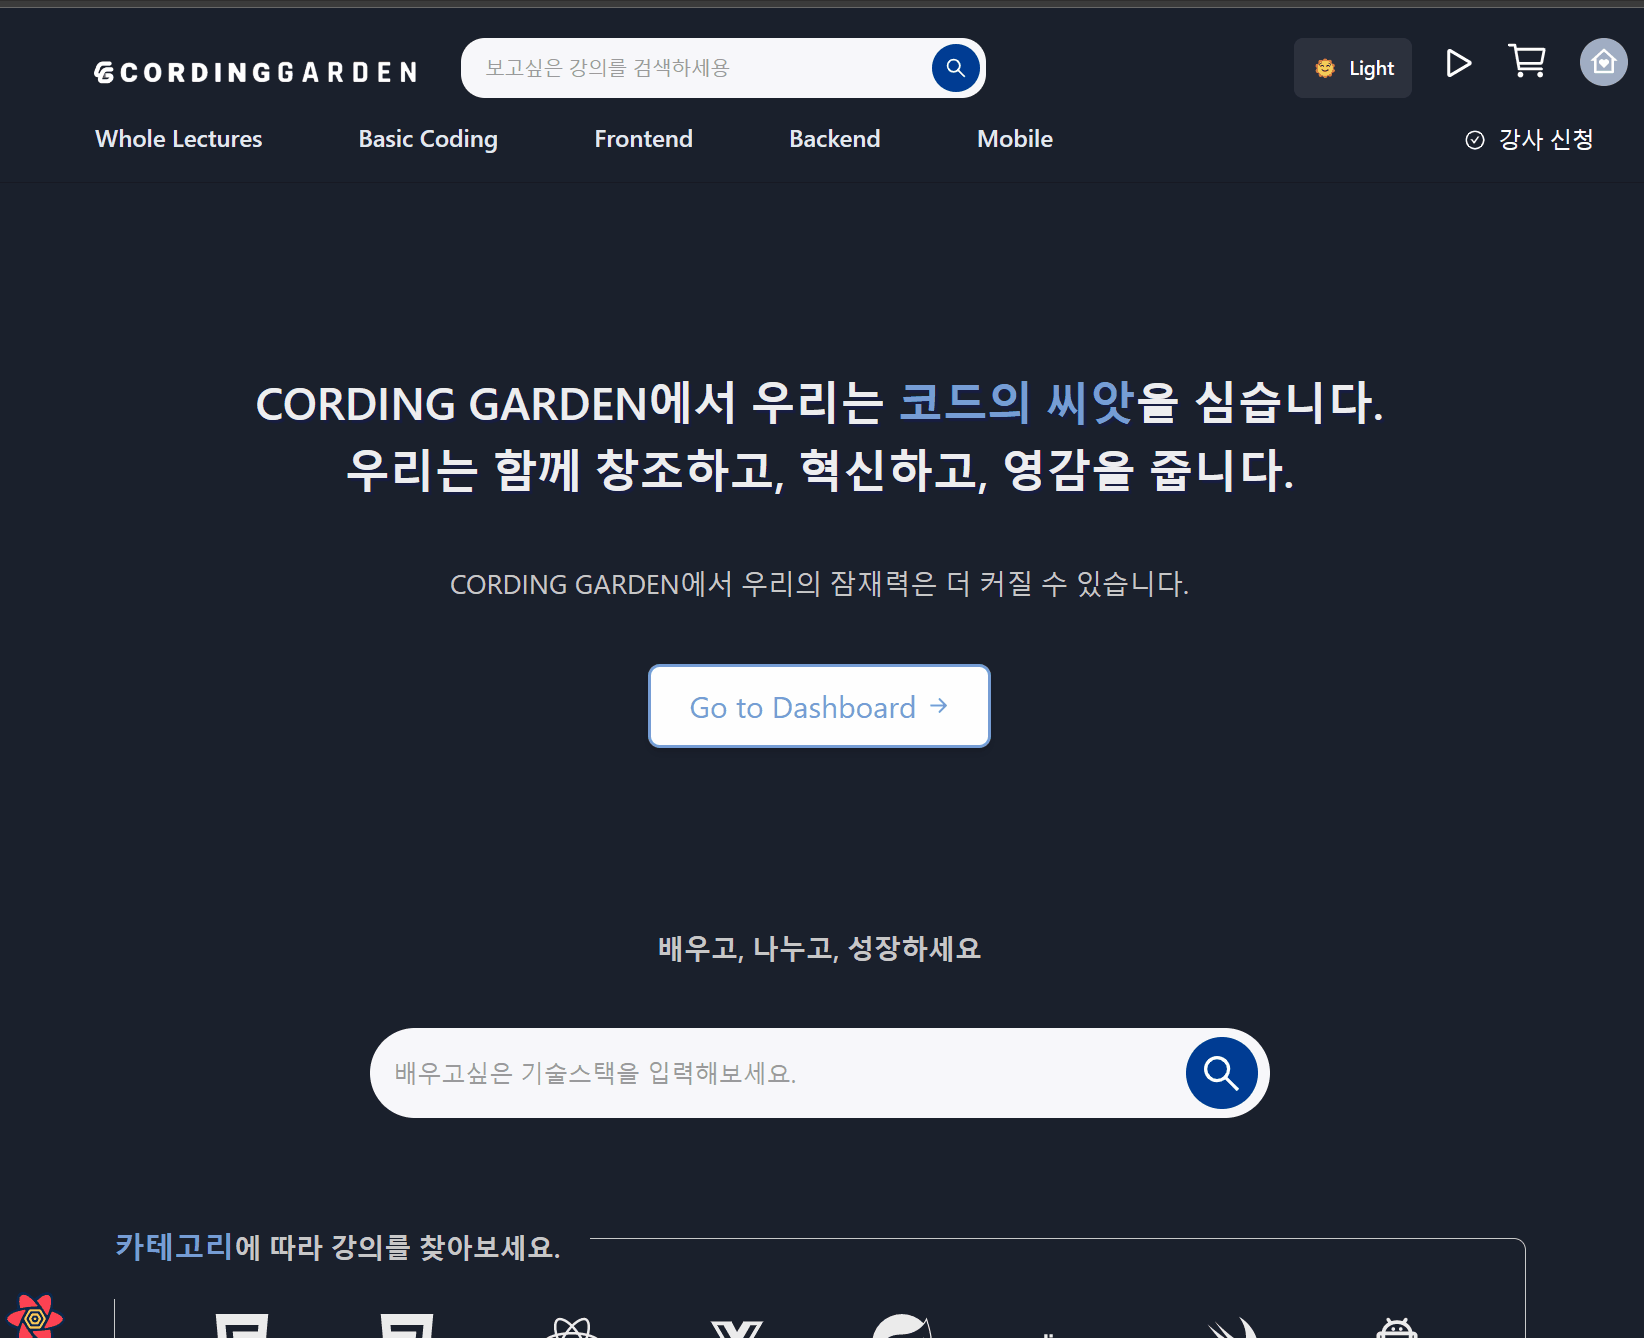 CORDINGGARDEN
보고싶은 강의를 검색하세용
Light
Whole Lectures
Basic Coding
Frontend
Backend
Mobile
강사 신청
CORDING GARDEN에서 우리는 코드의 씨앗을 심습니다.
우리는 함께 창조하고, 혁신하고, 영감을 줍니다.
CORDING GARDEN에서 우리의 잠재력은 더 커질 수 있습니다.
Go to Dashboard
배우고, 나누고, 성장하세요
배우고싶은 기술스택을 입력해보세요.
카테고리에 따라 강의를 찾아보세요.